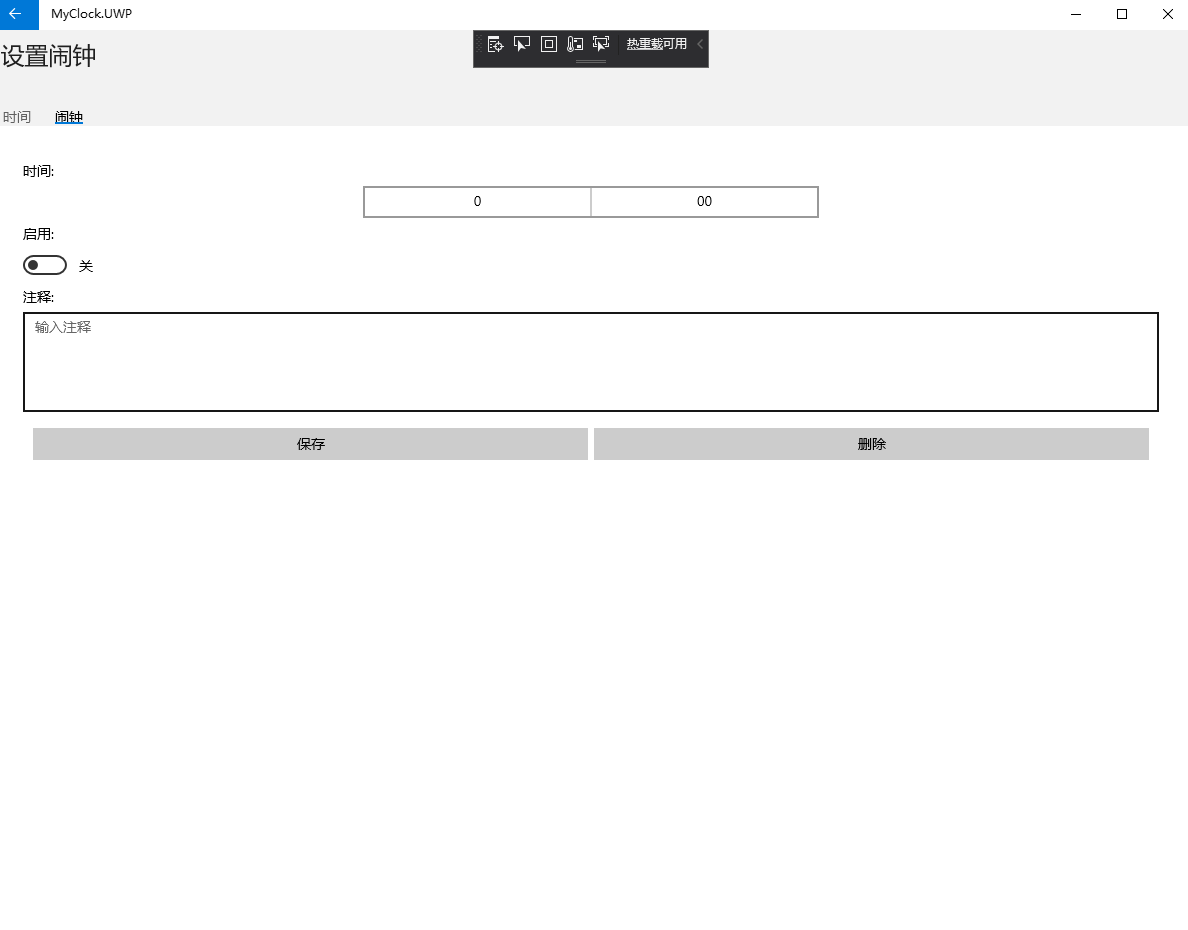 MyClock.UWP
设置闹钟
热重载可用
时间 闹钟
时间:
0 00
启用:
关
注释:
输入注释
保存 删除